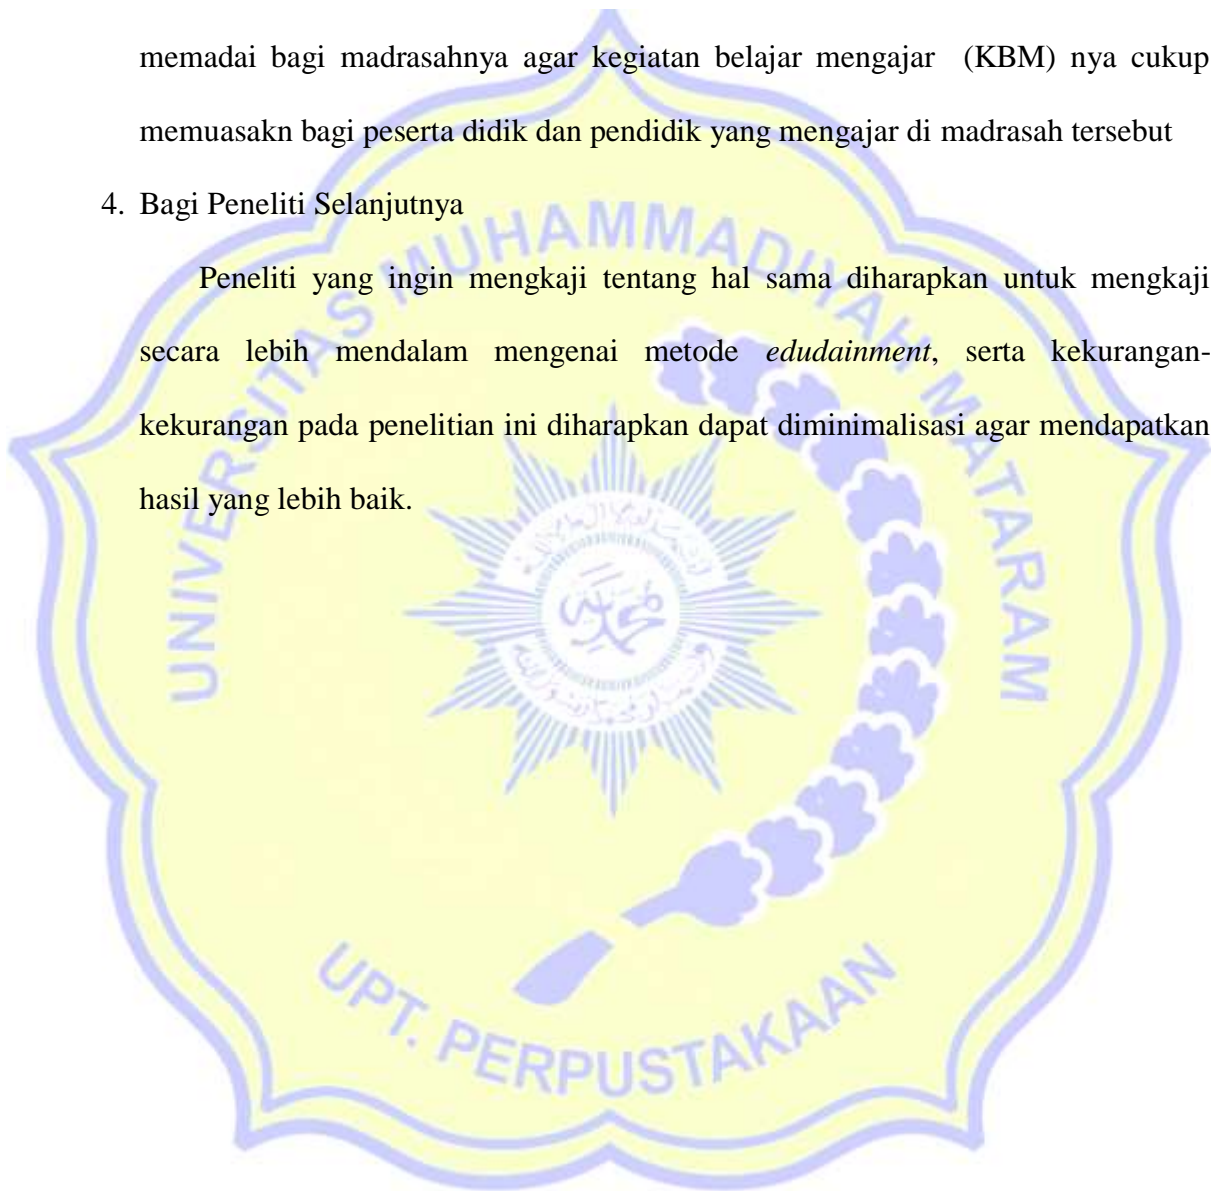 memadai bagi madrasahnya agar kegiatan belajar mengajar (KBM) nya cukup
memuasakn bagi peserta didik dan pendidik yang mengajar di madrasah tersebut
4. Bagi Peneliti Selanjutnya
Peneliti yang ingin mengkaji tentang hal sama diharapkan untuk mengkaji
secara lebih mendalam mengenai metode edudainment, serta kekurangan-
kekurangan pada penelitian ini diharapkan dapat diminimalisasi agar mendapatkan
hasil yang lebih baik.
UNIVERSITAS MUHAMMADIYAH MATARAM
UPT. PERPUSTAKAAN